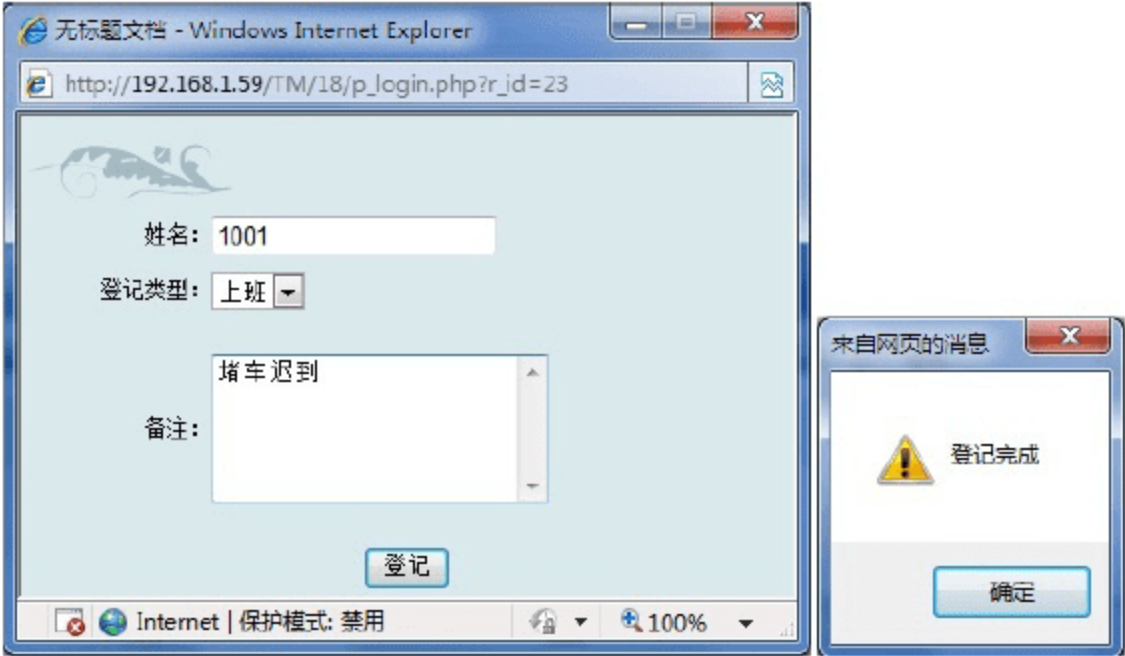 无标题文档 - Windows Internet Explorer
http://192.168.1.59/TM/18/p_login.php?r_id=23
姓名: 1001
登记类型: 上班
备注: 堵车迟到
登记
Internet | 保护模式: 禁用
100%
来自网页的消息
登记完成
确定